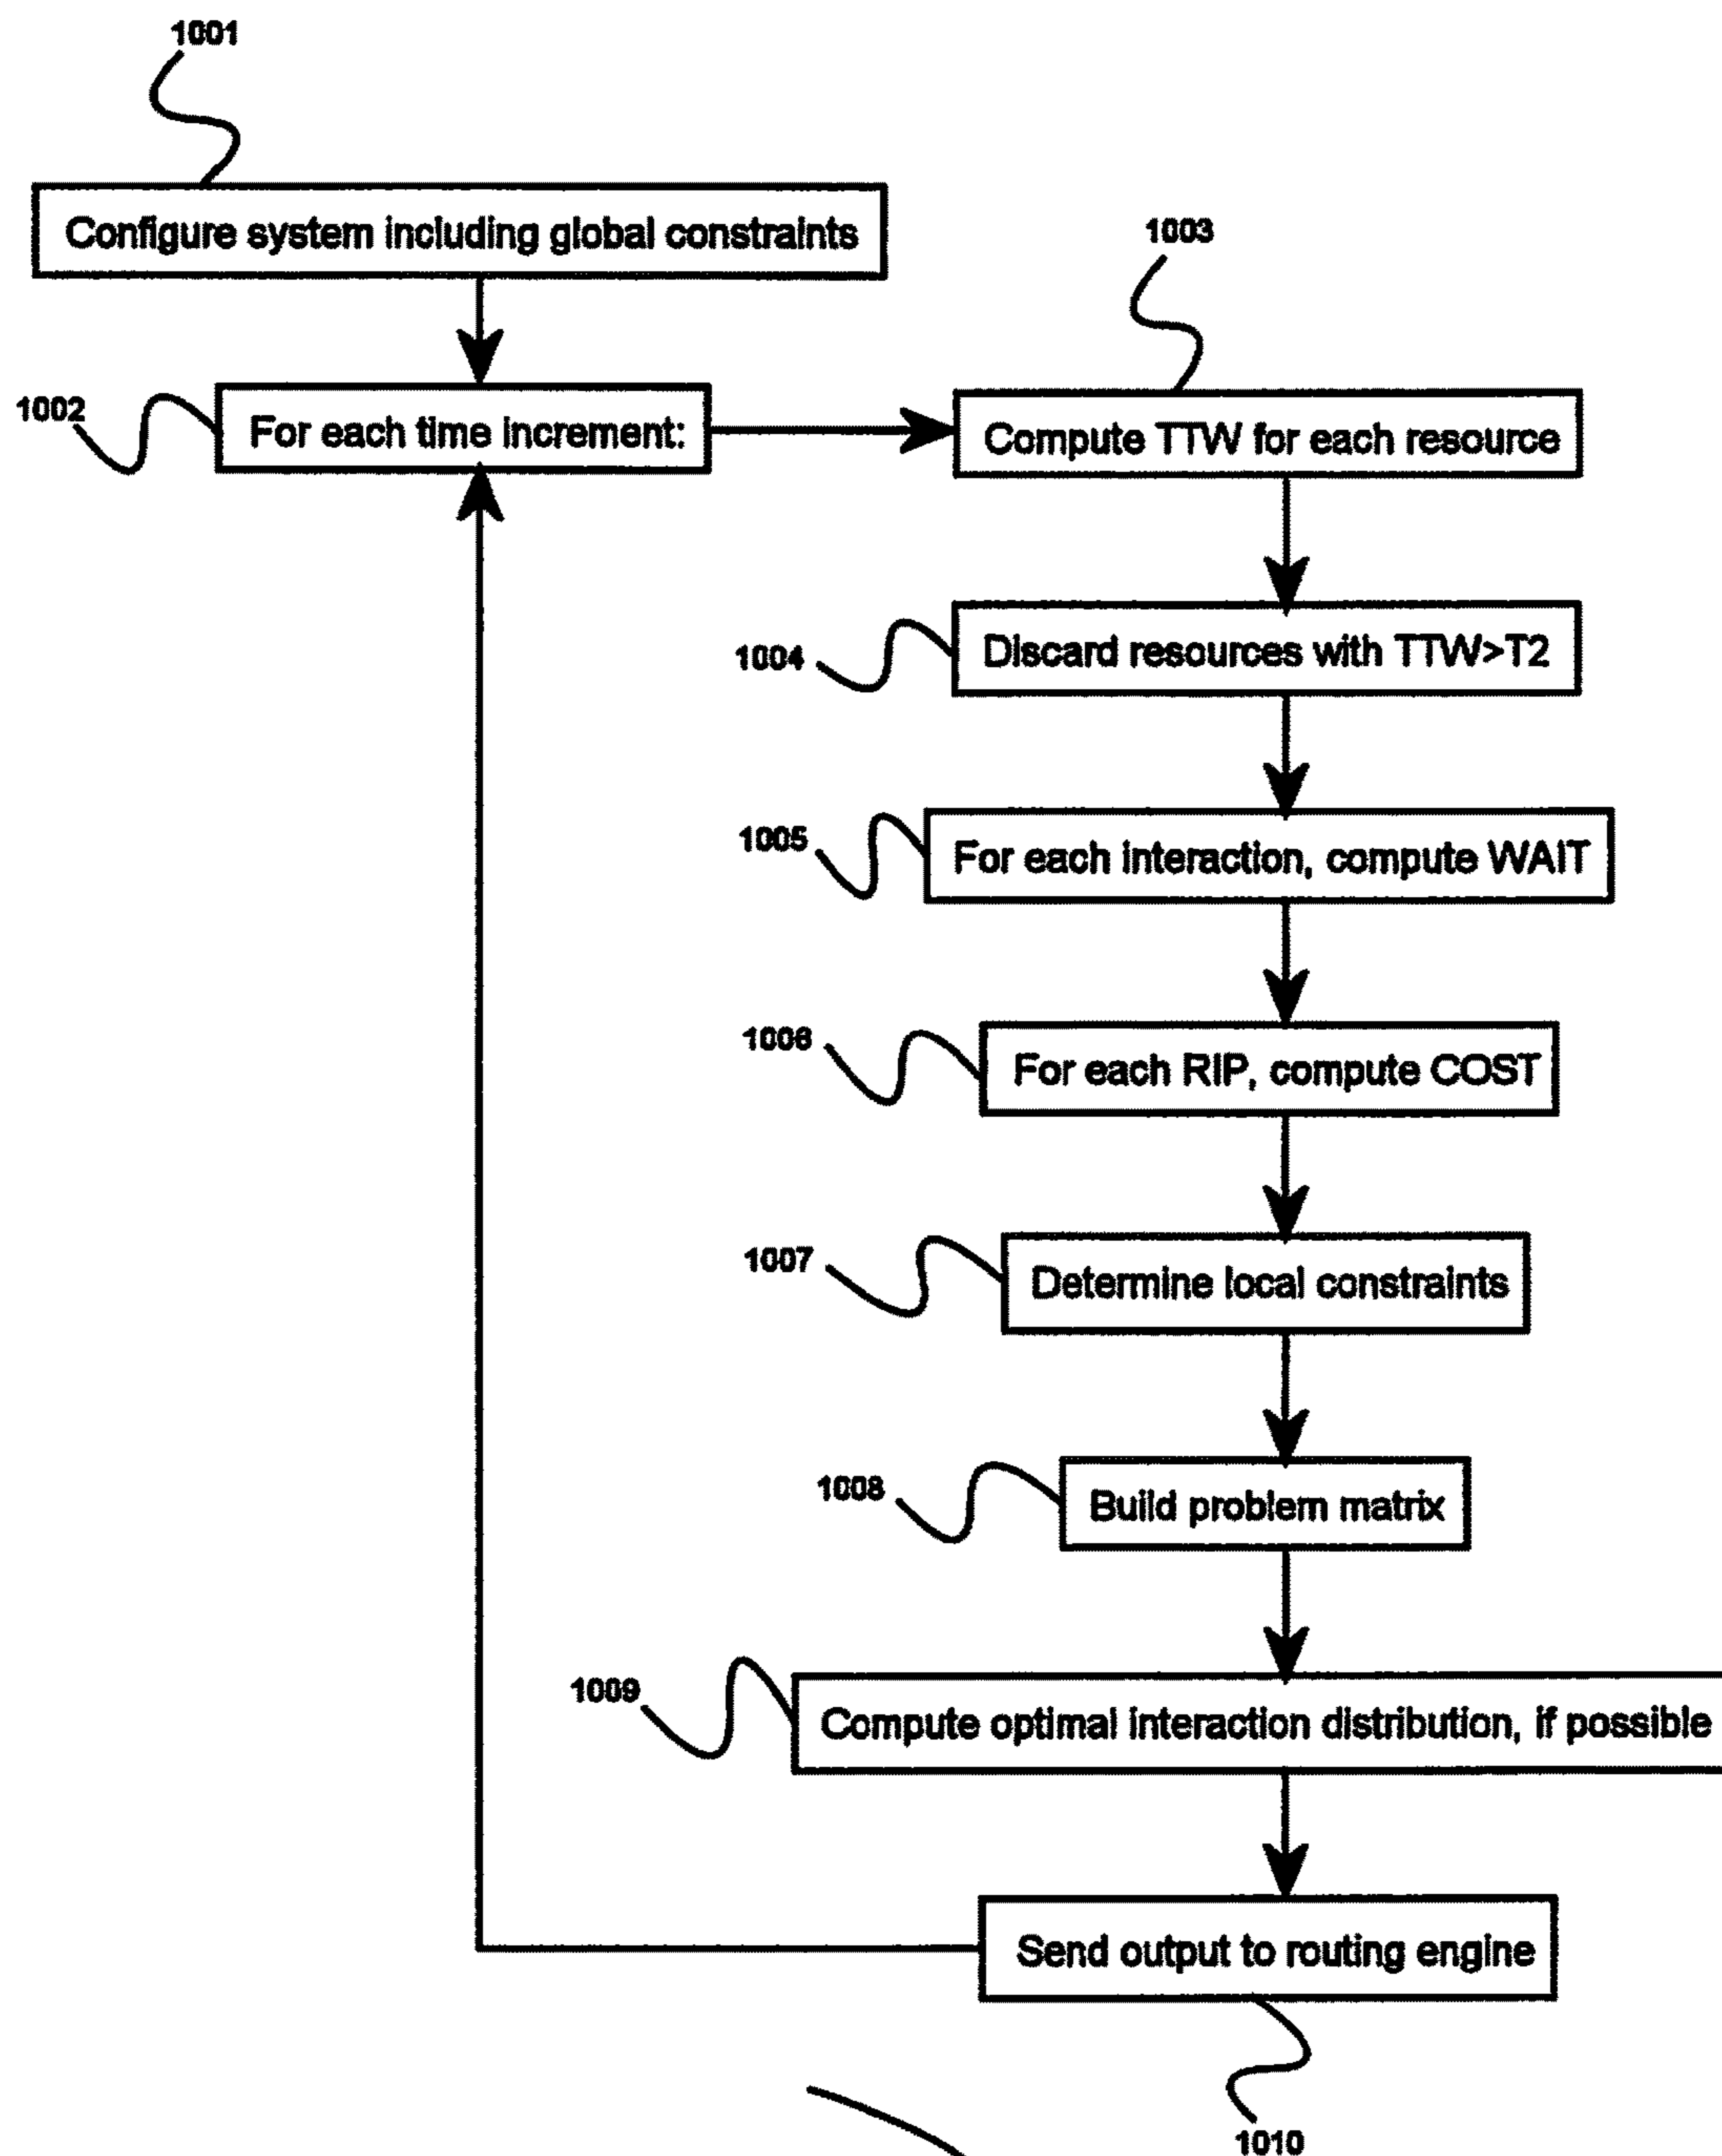 1001
Configure system including global constraints
1003
1002
For each time increment:
Compute TTW for each resource
1004
Discard resources with TTW>T2
1005
For each interaction, compute WAIT
1006
For each RIP, compute COST
1007
Determine local constraints
1008
Build problem matrix
1009
Compute optimal interaction distribution, if possible
Send output to routing engine
1010